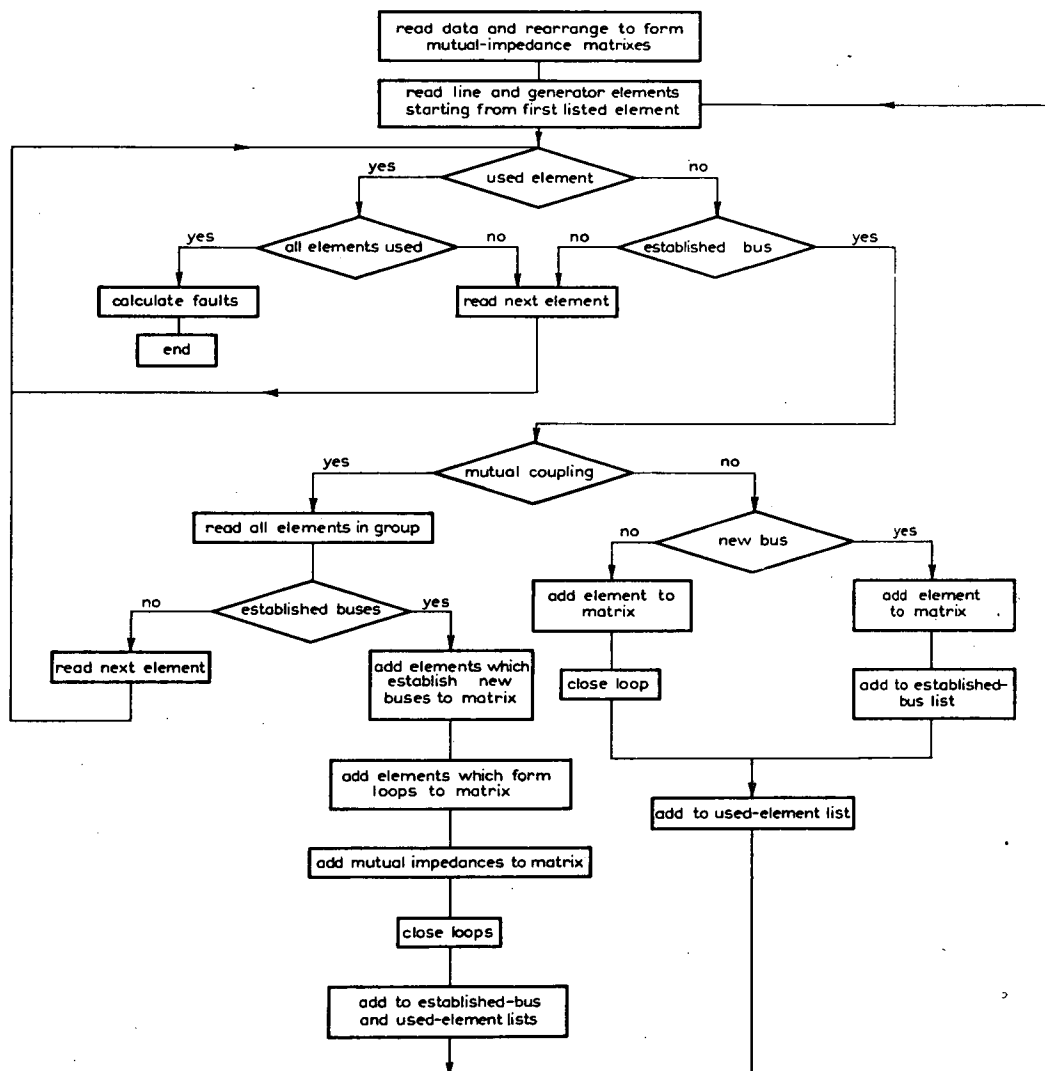 read data and rearrange to form
mutual-impedance matrixes
read line and generator elements
starting from first listed element
yes
used element
no
yes
all elements used
no
no
established bus
yes
calculate faults
read next element
end
yes
mutual coupling
no
read all elements in group
no
new bus
yes
no
established buses
yes
add element to
matrix
add element
to matrix
read next element
add elements which
establish new
buses to matrix
close loop
add to established-
bus list
add elements which form
loops to matrix
add to used-element list
add mutual impedances to matrix
close loops
add to established-bus
and used-element lists